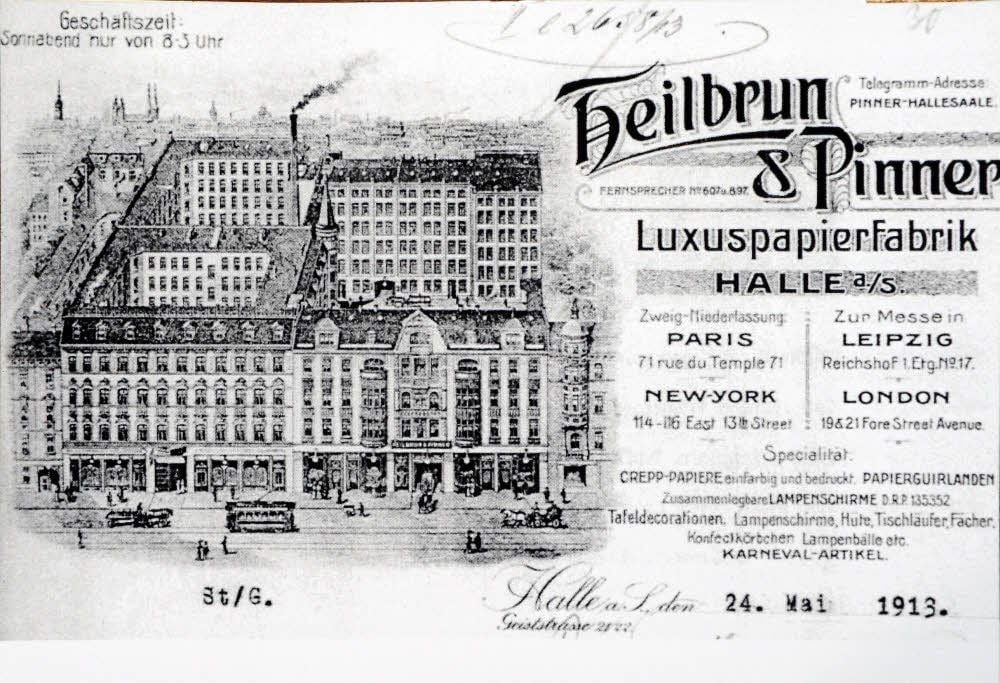 Geschäftszeit:
Sonnabend nur von 8-3 Uhr
30
Heilbrun
& Pinner
Telegramm-Adresse:
PINNER-HALLESAALE.
FERNSPRECHER Nº 607u.897.
Luxuspapierfabrik
HALLE a/S.
Zweig-Niederlassung:
PARIS
71 rue du Temple 71
NEW-YORK
114-116 East 13th Street
Zur Messe in
LEIPZIG
Reichshof 1.Etg.Nº.17.
LONDON
19&21 Fore Street Avenue.
Specialität:
CREPP-PAPIERE einfarbig und bedruckt. PAPIERGUIRLANDEN
Zusammenlegbare LAMPENSCHIRME D.R.P. 135352.
Tafeldecorationen. Lampenschirme, Hüte, Tischläufer, Fächer,
Konfectkörbchen Lampenbälle etc.
KARNEVAL-ARTIKEL.
St/G.
Halle a. S., den 24. Mai 1913.
Geiststrasse